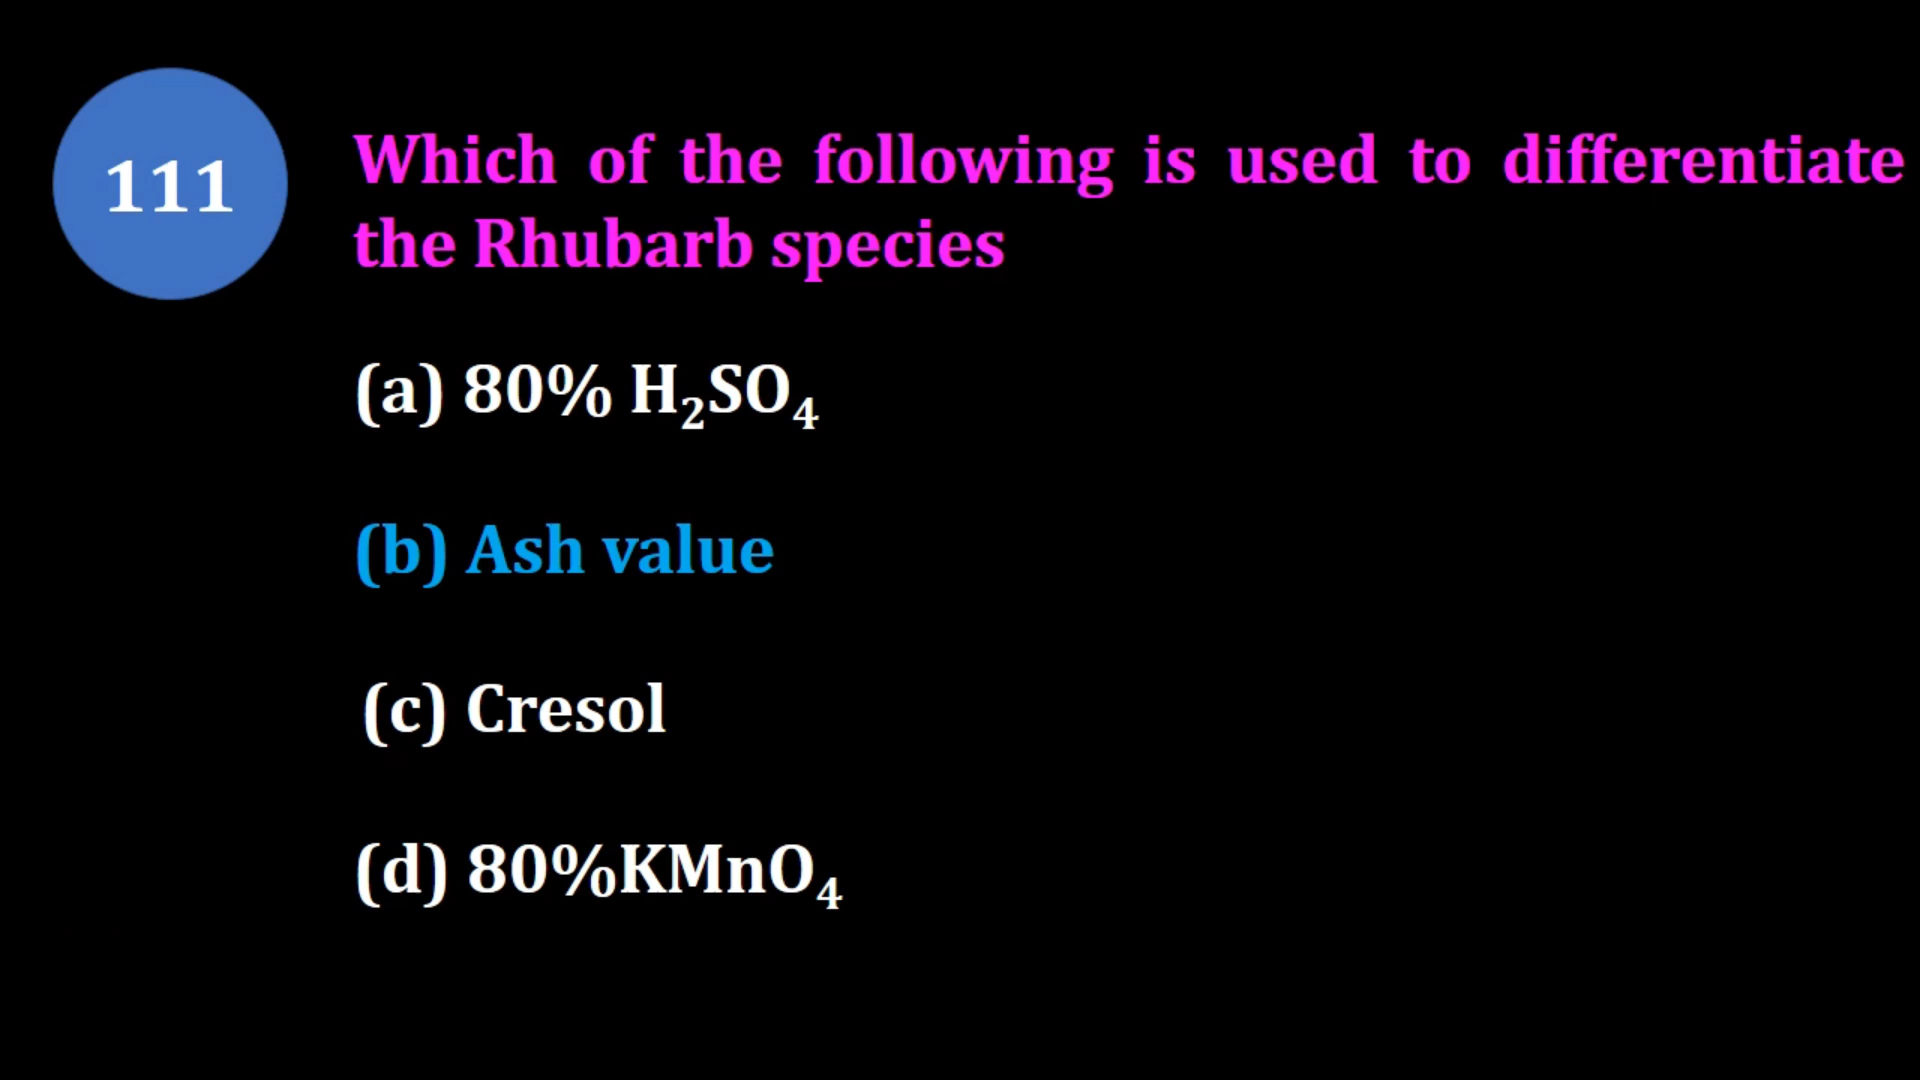 111
Which of the following is used to differentiate
the Rhubarb species
(a) 80% H₂SO₄
(b) Ash value
(c) Cresol
(d) 80%KMnO₄